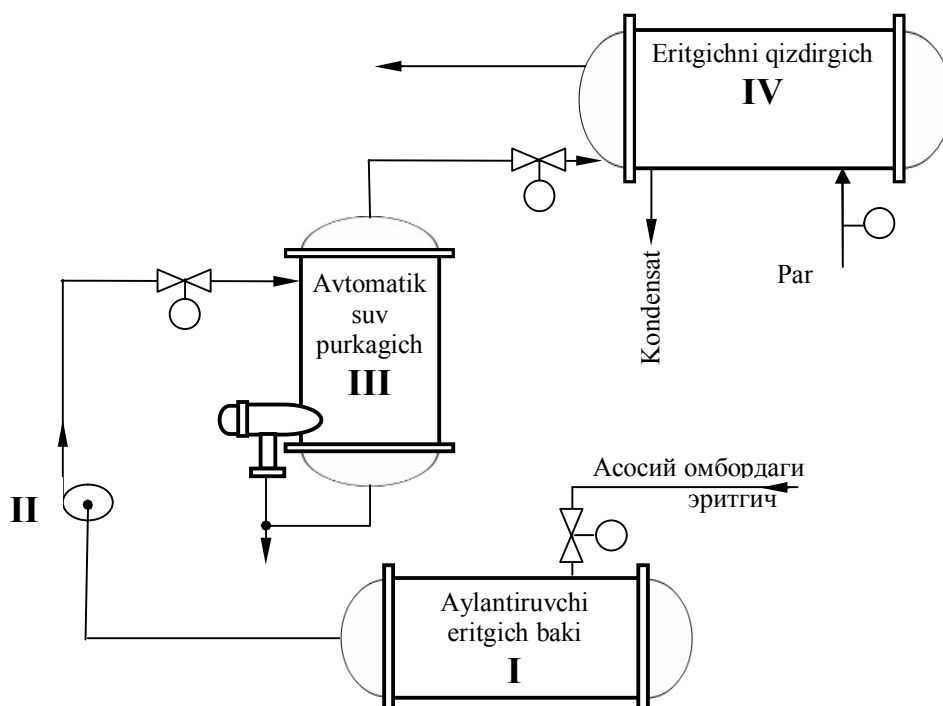 Eritgichni qizdirgich
IV
Avtomatik
suv
purkagich
III
Kondensat
Par
II
Асосий омбордаги
эритгич
Aylantiruvchi
eritgich baki
I